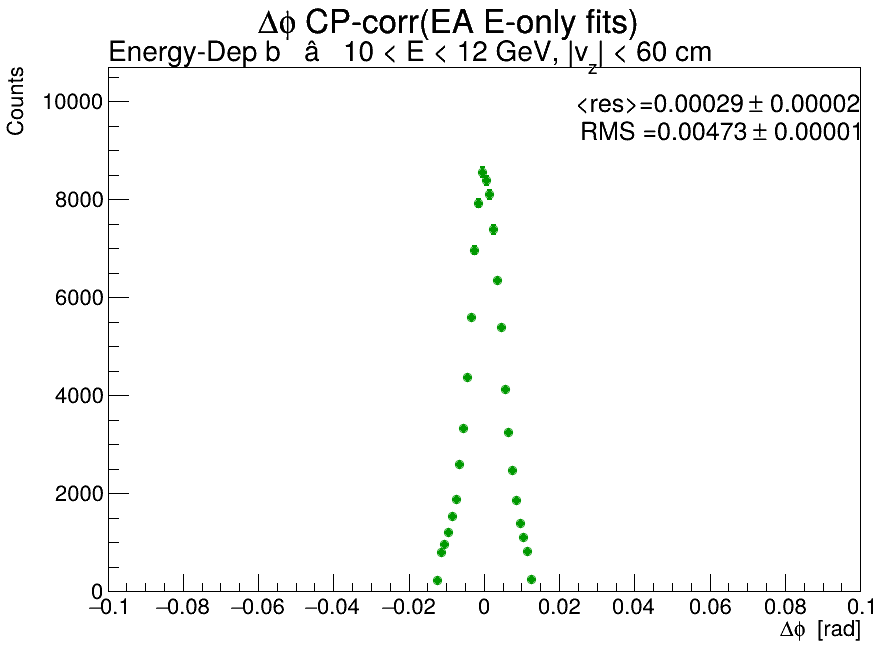 Δϕ CP-corr(EA E-only fits)
Energy-Dep b â 10 < E < 12 GeV, |v_z| < 60 cm
Counts
<res>=0.00029 ± 0.00002
RMS =0.00473 ± 0.00001
10000
8000
6000
4000
2000
0
−0.1 −0.08 −0.06 −0.04 −0.02 0 0.02 0.04 0.06 0.08 0.1
Δϕ [rad]